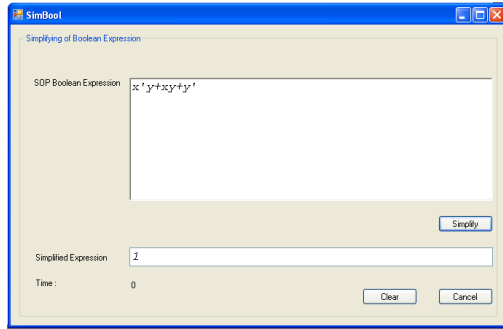 SimBool
Simplifying of Boolean Expression
SOP Boolean Expression
x'y+xy+y'
Simplify
Simplified Expression
1
Time :
0
Clear
Cancel